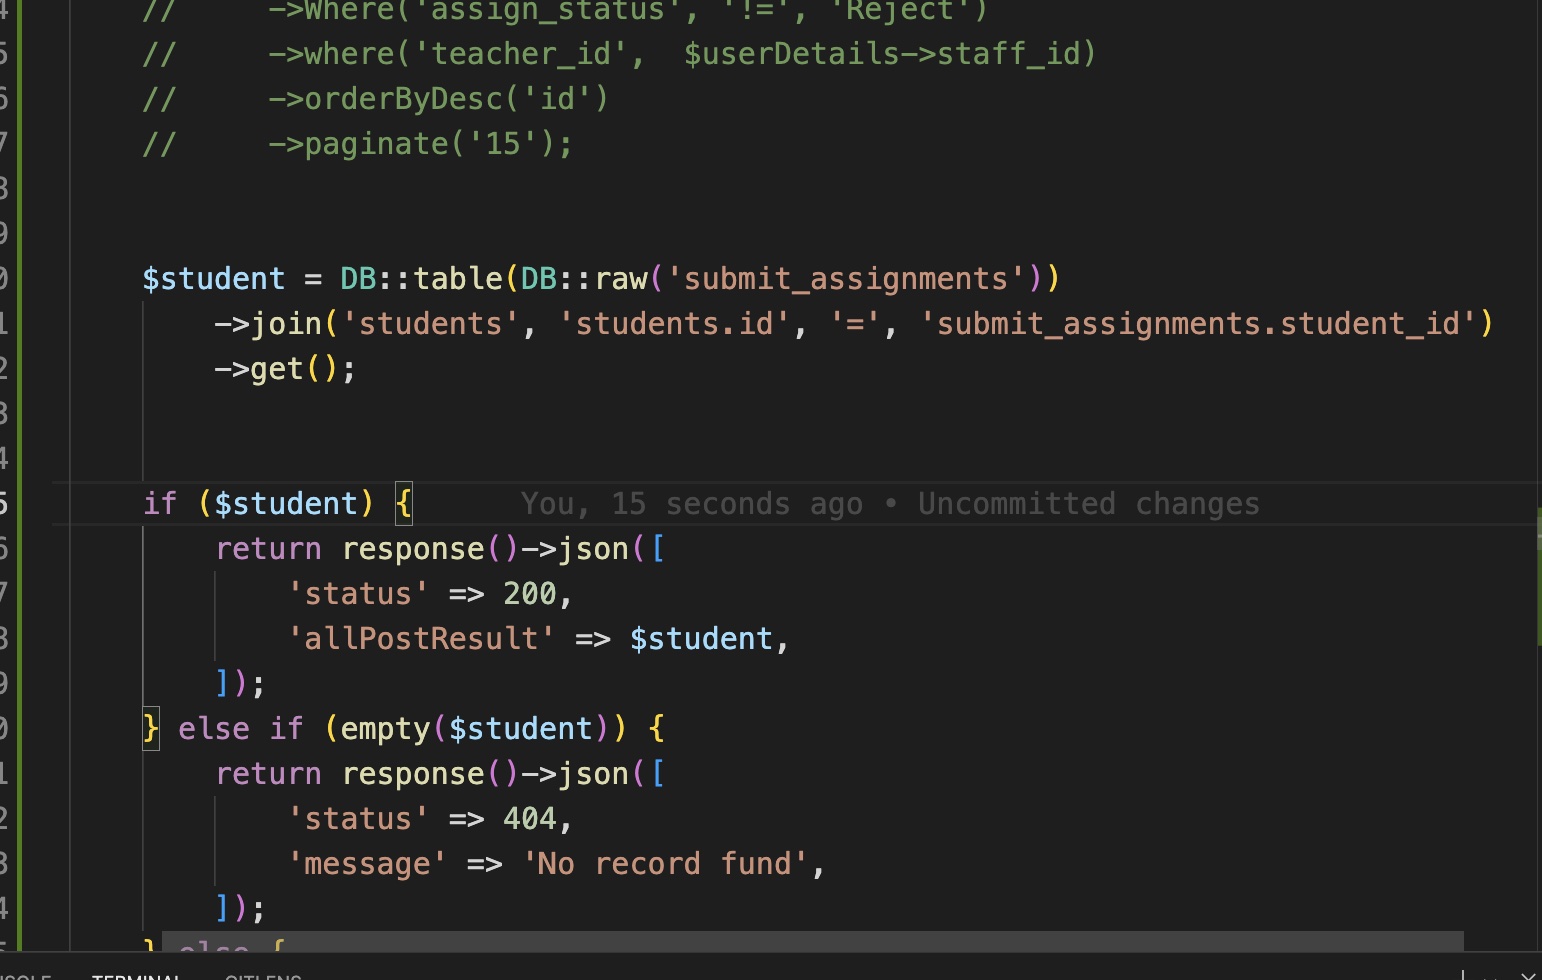 //     ->Where('assign_status', '!=', 'Reject')
//     ->where('teacher_id',  $userDetails->staff_id)
//     ->orderByDesc('id')
//     ->paginate('15');
$student = DB::table(DB::raw('submit_assignments'))
    ->join('students', 'students.id', '=', 'submit_assignments.student_id')
    ->get();
if ($student) {      You, 15 seconds ago • Uncommitted changes
    return response()->json([
        'status' => 200,
        'allPostResult' => $student,
    ]);
} else if (empty($student)) {
    return response()->json([
        'status' => 404,
        'message' => 'No record fund',
    ]);
} else {
TERMINAL GITLENS